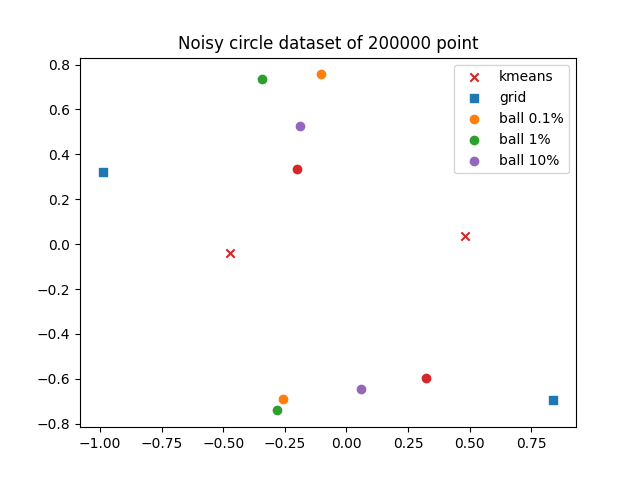 Noisy circle dataset of 200000 point
0.8
0.6
0.4
0.2
0.0
−0.2
−0.4
−0.6
−0.8
−1.00 −0.75 −0.50 −0.25 0.00 0.25 0.50 0.75
kmeans
grid
ball 0.1%
ball 1%
ball 10%